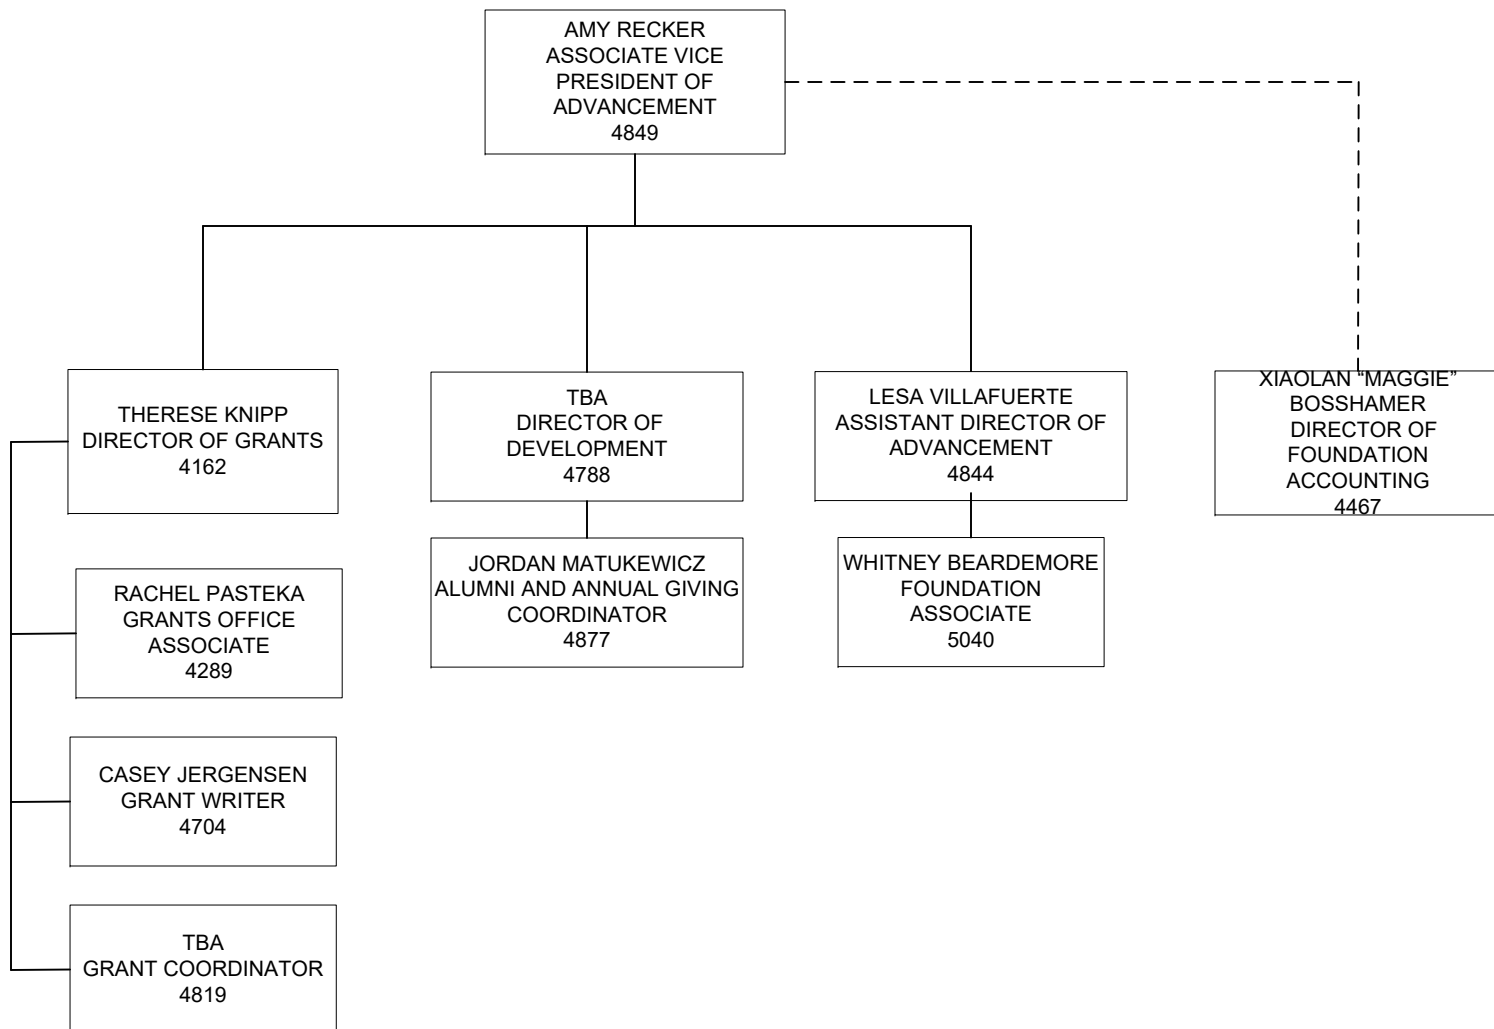 AMY RECKER
ASSOCIATE VICE
PRESIDENT OF
ADVANCEMENT
4849
THERESE KNIPP
DIRECTOR OF GRANTS
4162
TBA
DIRECTOR OF
DEVELOPMENT
4788
LESA VILLAFUERTE
ASSISTANT DIRECTOR OF
ADVANCEMENT
4844
XIAOLAN “MAGGIE”
BOSSHAMER
DIRECTOR OF
FOUNDATION
ACCOUNTING
4467
RACHEL PASTEKA
GRANTS OFFICE
ASSOCIATE
4289
JORDAN MATUKEWICZ
ALUMNI AND ANNUAL GIVING
COORDINATOR
4877
WHITNEY BEARDEMORE
FOUNDATION
ASSOCIATE
5040
CASEY JERGENSEN
GRANT WRITER
4704
TBA
GRANT COORDINATOR
4819